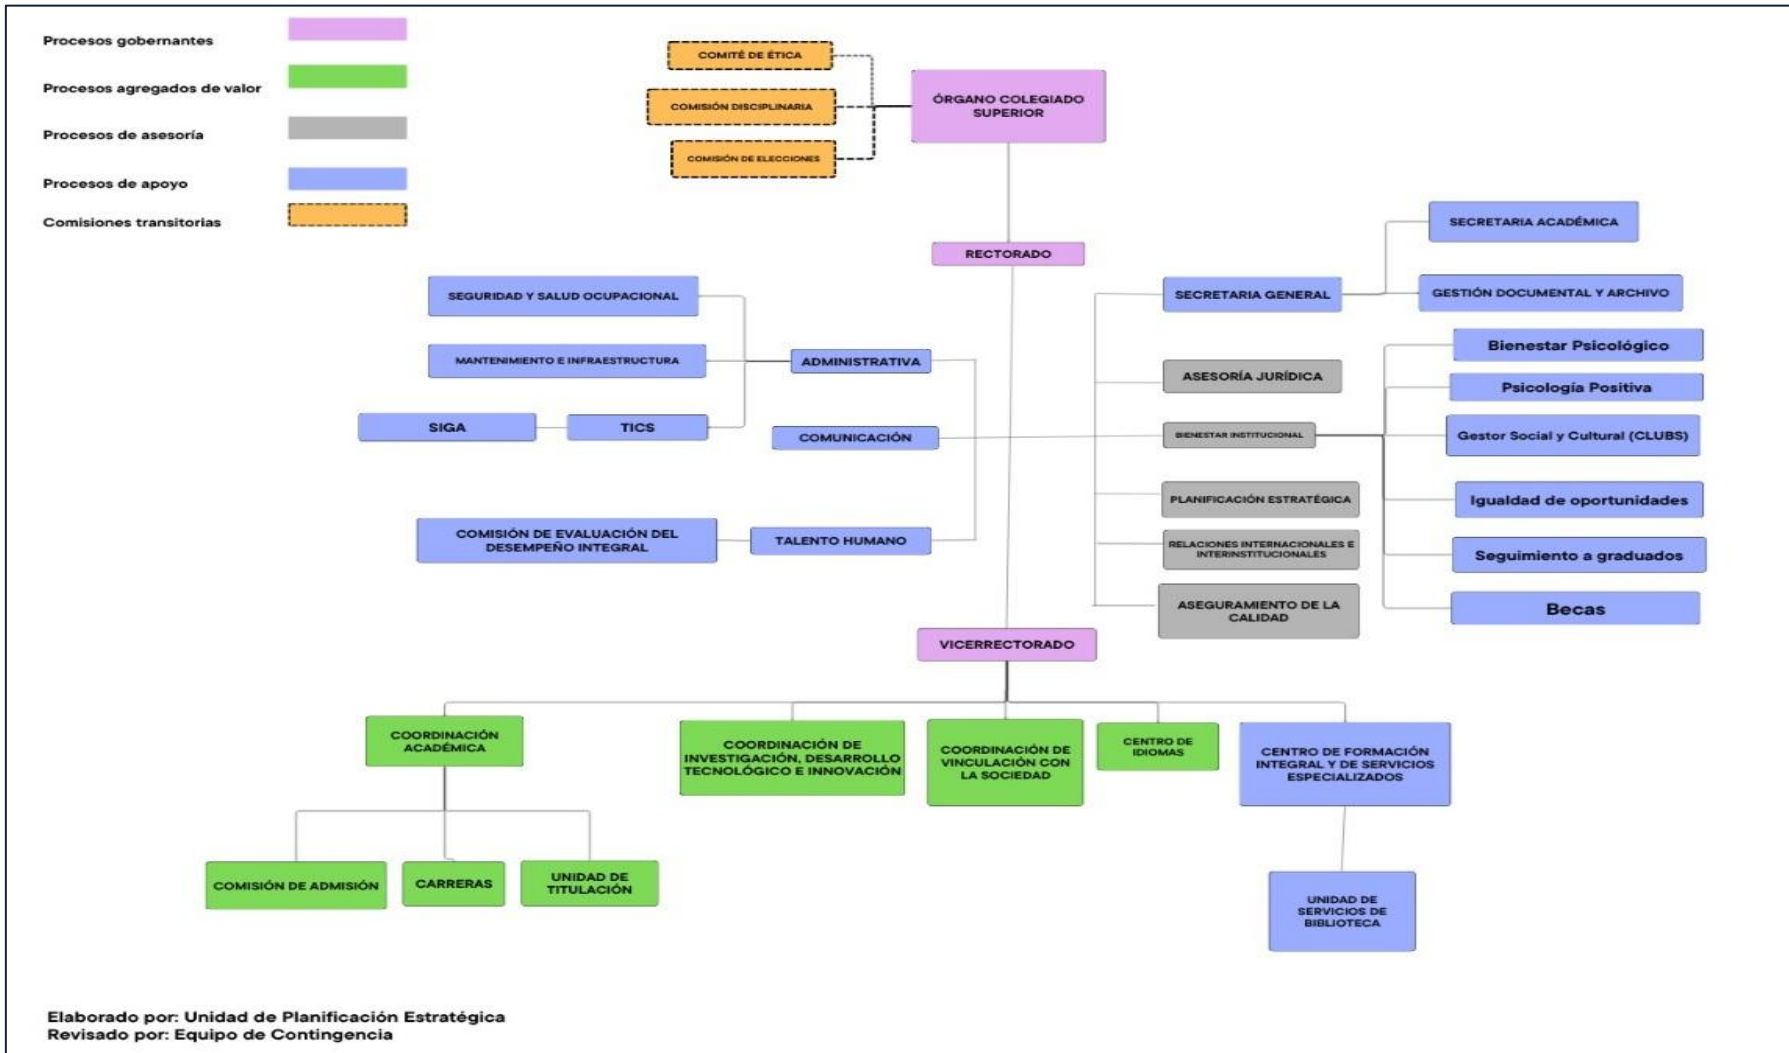 Procesos gobernantes
Procesos agregados de valor
Procesos de asesoría
Procesos de apoyo
Comisiones transitorias
COMITÉ DE ÉTICA
COMISIÓN DISCIPLINARIA
COMISIÓN DE ELECCIONES
ÓRGANO COLEGIADO
SUPERIOR
RECTORADO
SEGURIDAD Y SALUD OCUPACIONAL
MANTENIMIENTO E INFRAESTRUCTURA
SIGA
TICS
ADMINISTRATIVA
COMUNICACIÓN
COMISIÓN DE EVALUACIÓN DEL
DESEMPEÑO INTEGRAL
TALENTO HUMANO
SECRETARIA GENERAL
SECRETARIA ACADÉMICA
GESTIÓN DOCUMENTAL Y ARCHIVO
ASESORÍA JURÍDICA
BIENESTAR INSTITUCIONAL
PLANIFICACIÓN ESTRATÉGICA
RELACIONES INTERNACIONALES E
INTERINSTITUCIONALES
ASEGURAMIENTO DE LA
CALIDAD
Bienestar Psicológico
Psicología Positiva
Gestor Social y Cultural (CLUBS)
Igualdad de oportunidades
Seguimiento a graduados
Becas
VICERRECTORADO
COORDINACIÓN
ACADÉMICA
COORDINACIÓN DE
INVESTIGACIÓN, DESARROLLO
TECNOLÓGICO E INNOVACIÓN
COORDINACIÓN DE
VINCULACIÓN CON
LA SOCIEDAD
CENTRO DE
IDIOMAS
CENTRO DE FORMACIÓN
INTEGRAL Y DE SERVICIOS
ESPECIALIZADOS
COMISIÓN DE ADMISIÓN
CARRERAS
UNIDAD DE
TITULACIÓN
UNIDAD DE
SERVICIOS DE
BIBLIOTECA
Elaborado por: Unidad de Planificación Estratégica
Revisado por: Equipo de Contingencia